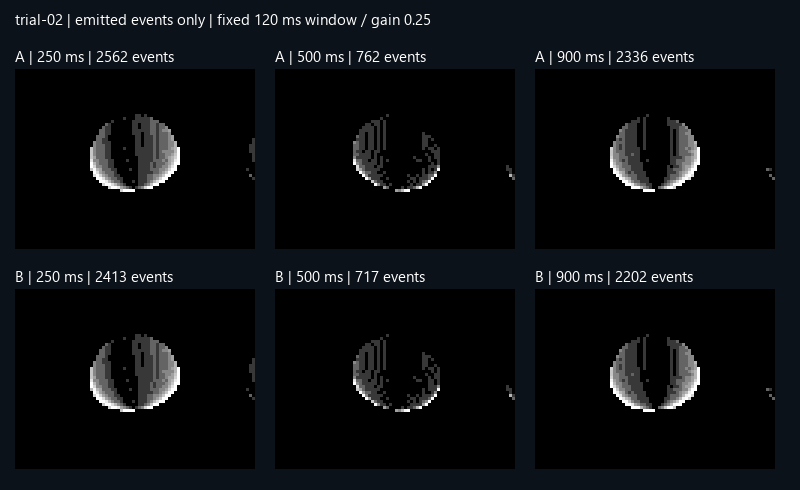 trial-02 | emitted events only | fixed 120 ms window / gain 0.25
A | 250 ms | 2562 events
A | 500 ms | 762 events
A | 900 ms | 2336 events
B | 250 ms | 2413 events
B | 500 ms | 717 events
B | 900 ms | 2202 events